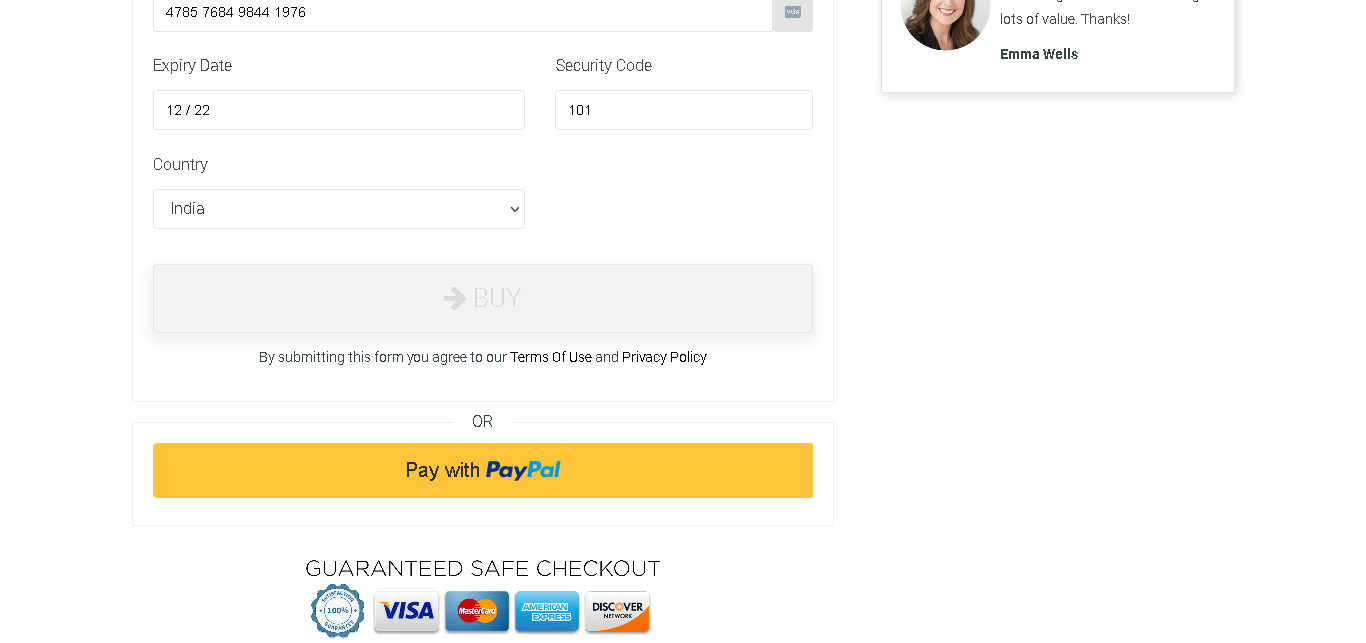 4785 7684 9844 1976
VISA
lots of value. Thanks!
Emma Wells
Expiry Date
Security Code
12 / 22
101
Country
India
BUY
By submitting this form you agree to our Terms Of Use and Privacy Policy
OR
Pay with PayPal
GUARANTEED SAFE CHECKOUT
SATISFACTION
100%
GUARANTEE
VISA
MasterCard
AMERICAN
EXPRESS
DISCOVER
NETWORK